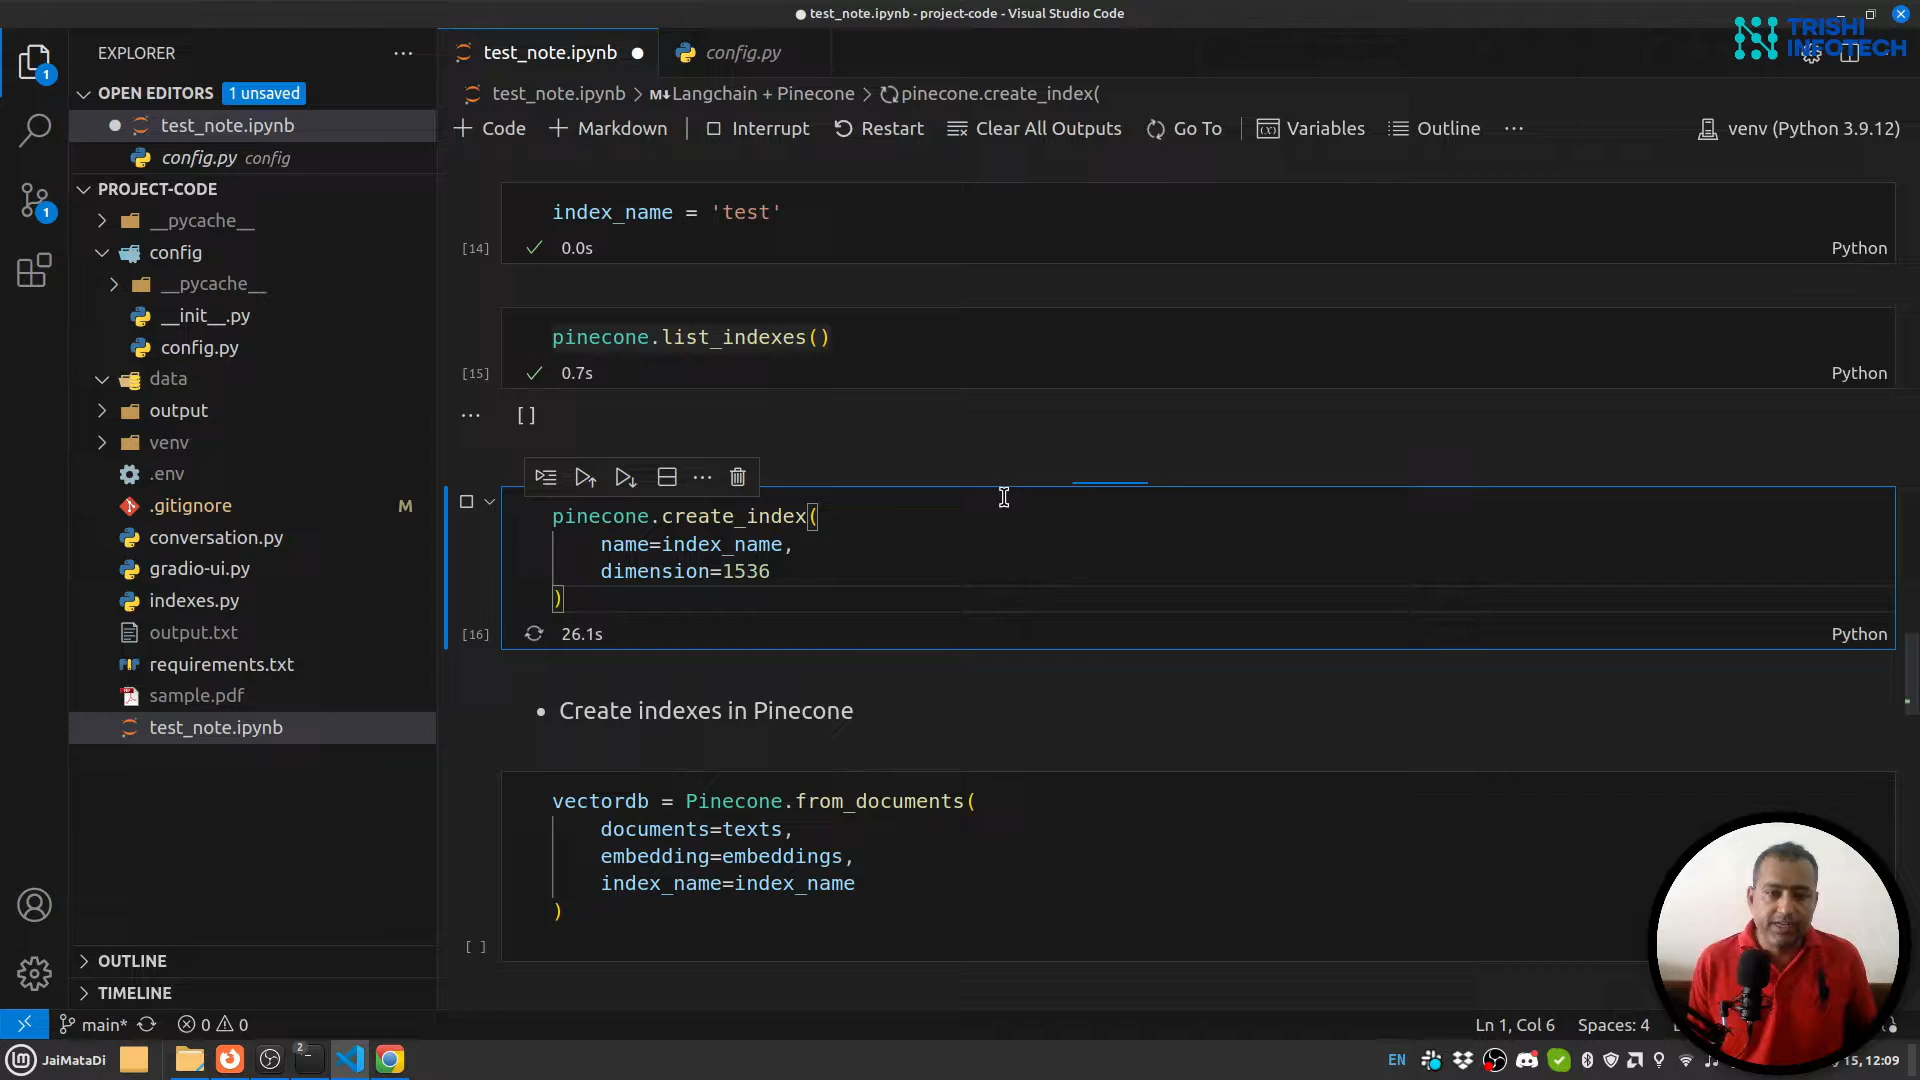 test_note.ipynb - project-code - Visual Studio Code
TRISHI
INFOTECH
EXPLORER
OPEN EDITORS 1 unsaved
test_note.ipynb
config.py config
PROJECT-CODE
__pycache__
config
__pycache__
__init__.py
config.py
data
output
venv
.env
.gitignore M
conversation.py
gradio-ui.py
indexes.py
output.txt
requirements.txt
sample.pdf
test_note.ipynb
OUTLINE
TIMELINE
1
1
test_note.ipynb
config.py
test_note.ipynb > M↓Langchain + Pinecone > pinecone.create_index(
+ Code + Markdown Interrupt Restart Clear All Outputs Go To Variables Outline ... venv (Python 3.9.12)
index_name = 'test'
[14] 0.0s Python
pinecone.list_indexes()
[15] 0.7s Python
... []
pinecone.create_index(
name=index_name,
dimension=1536
)
[16] 26.1s Python
• Create indexes in Pinecone
vectordb = Pinecone.from_documents(
documents=texts,
embedding=embeddings,
index_name=index_name
)
[ ]
main* 0 0 Ln 1, Col 6 Spaces: 4
JaiMataDi 2 EN 15, 12:09